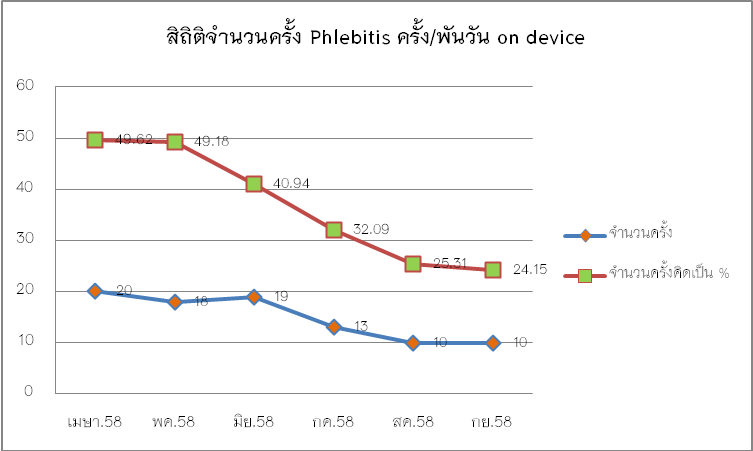 สิถิติจำนวนครั้ง Phlebitis ครั้ง/พันวัน on device
60
50
40
30
20
10
0
49.62
49.18
40.94
32.09
25.31
24.15
20
18
19
13
10
10
เมษา.58
พค.58
มิย.58
กค.58
สค.58
กย.58
จำนวนครั้ง
จำนวนครั้งคิดเป็น %